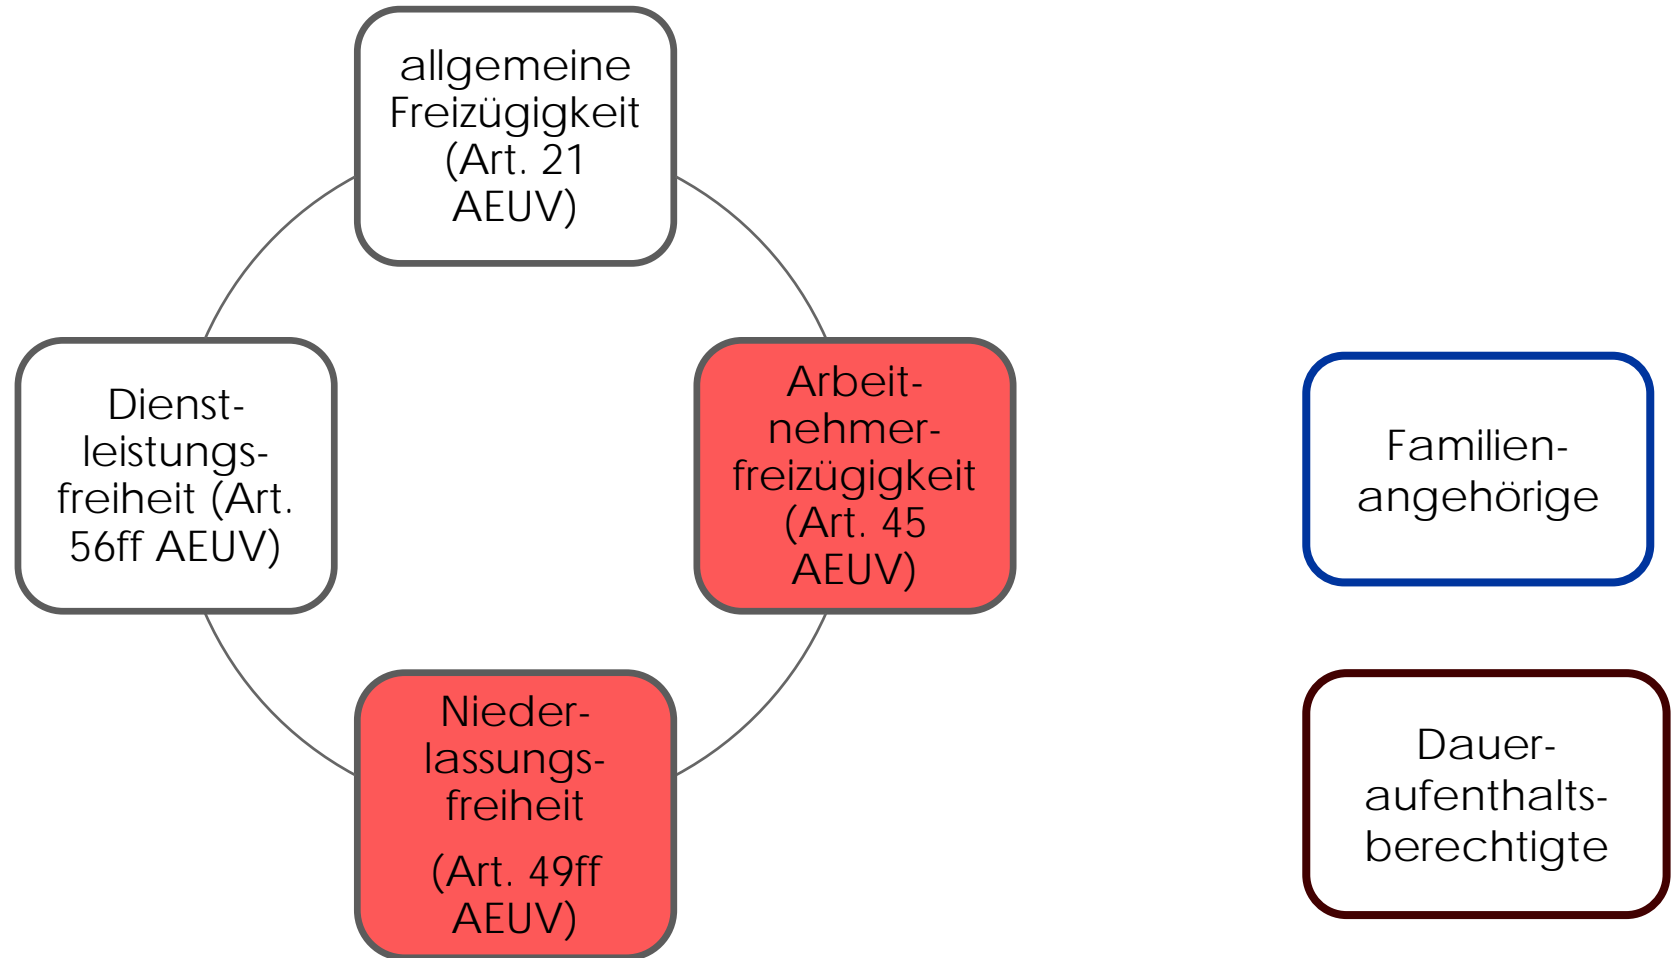 allgemeine
Freizügigkeit
(Art. 21
AEUV)
Dienst-
leistungs-
freiheit (Art.
56ff AEUV)
Arbeit-
nehmer-
freizügigkeit
(Art. 45
AEUV)
Familien-
angehörige
Nieder-
lassungs-
freiheit
(Art. 49ff
AEUV)
Dauer-
aufenthalts-
berechtigte